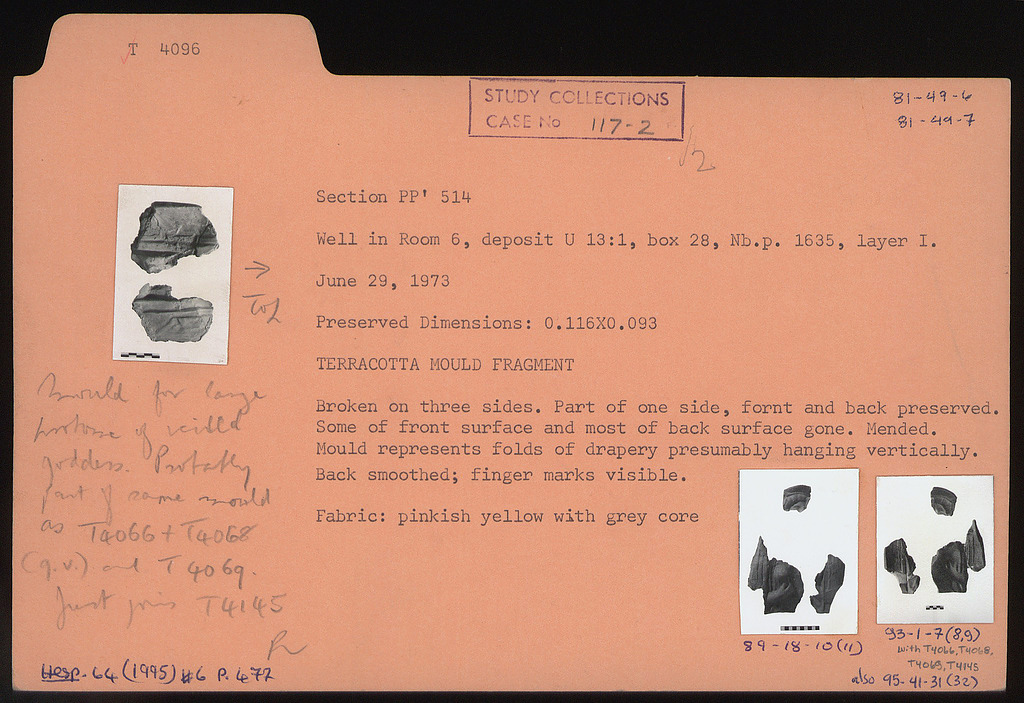 T 4096
STUDY COLLECTIONS
CASE No 117-2
81-49-6
81-49-7
Section PP' 514
Well in Room 6, deposit U 13:1, box 28, Nb.p. 1635, layer I.
June 29, 1973
Preserved Dimensions: 0.116X0.093
TERRACOTTA MOULD FRAGMENT
Broken on three sides. Part of one side, fornt and back preserved.
Some of front surface and most of back surface gone. Mended.
Mould represents folds of drapery presumably hanging vertically.
Back smoothed; finger marks visible.
Fabric: pinkish yellow with grey core
→
Top
Mould for large
protome of veiled
goddess. Probably
part of same mould
as T4066 + T4068
(q.v.) and T 4069.
Just joins T4145
Hesp. 64 (1995) #6 P. 477
89-18-10 (11)
93-1-7 (8,9)
with T4066, T4068,
T4069, T4145
also 95-41-31 (32)